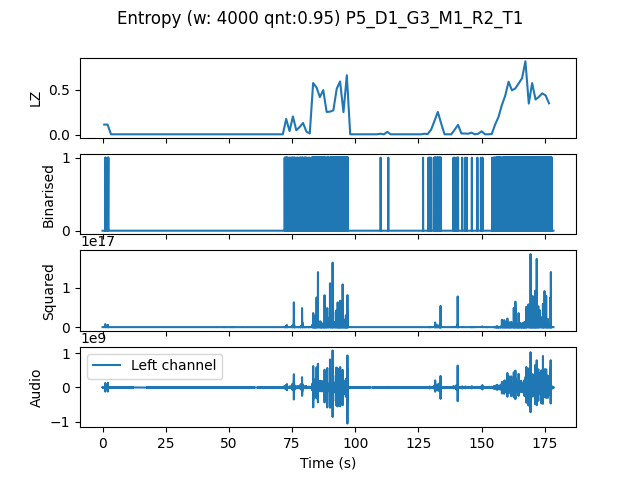 Entropy (w: 4000 qnt:0.95) P5_D1_G3_M1_R2_T1
0.5
0.0
LZ
1
0
Binarised
1e17
1
0
Squared
1e9
1
0
−1
Audio
Left channel
0 25 50 75 100 125 150 175
Time (s)